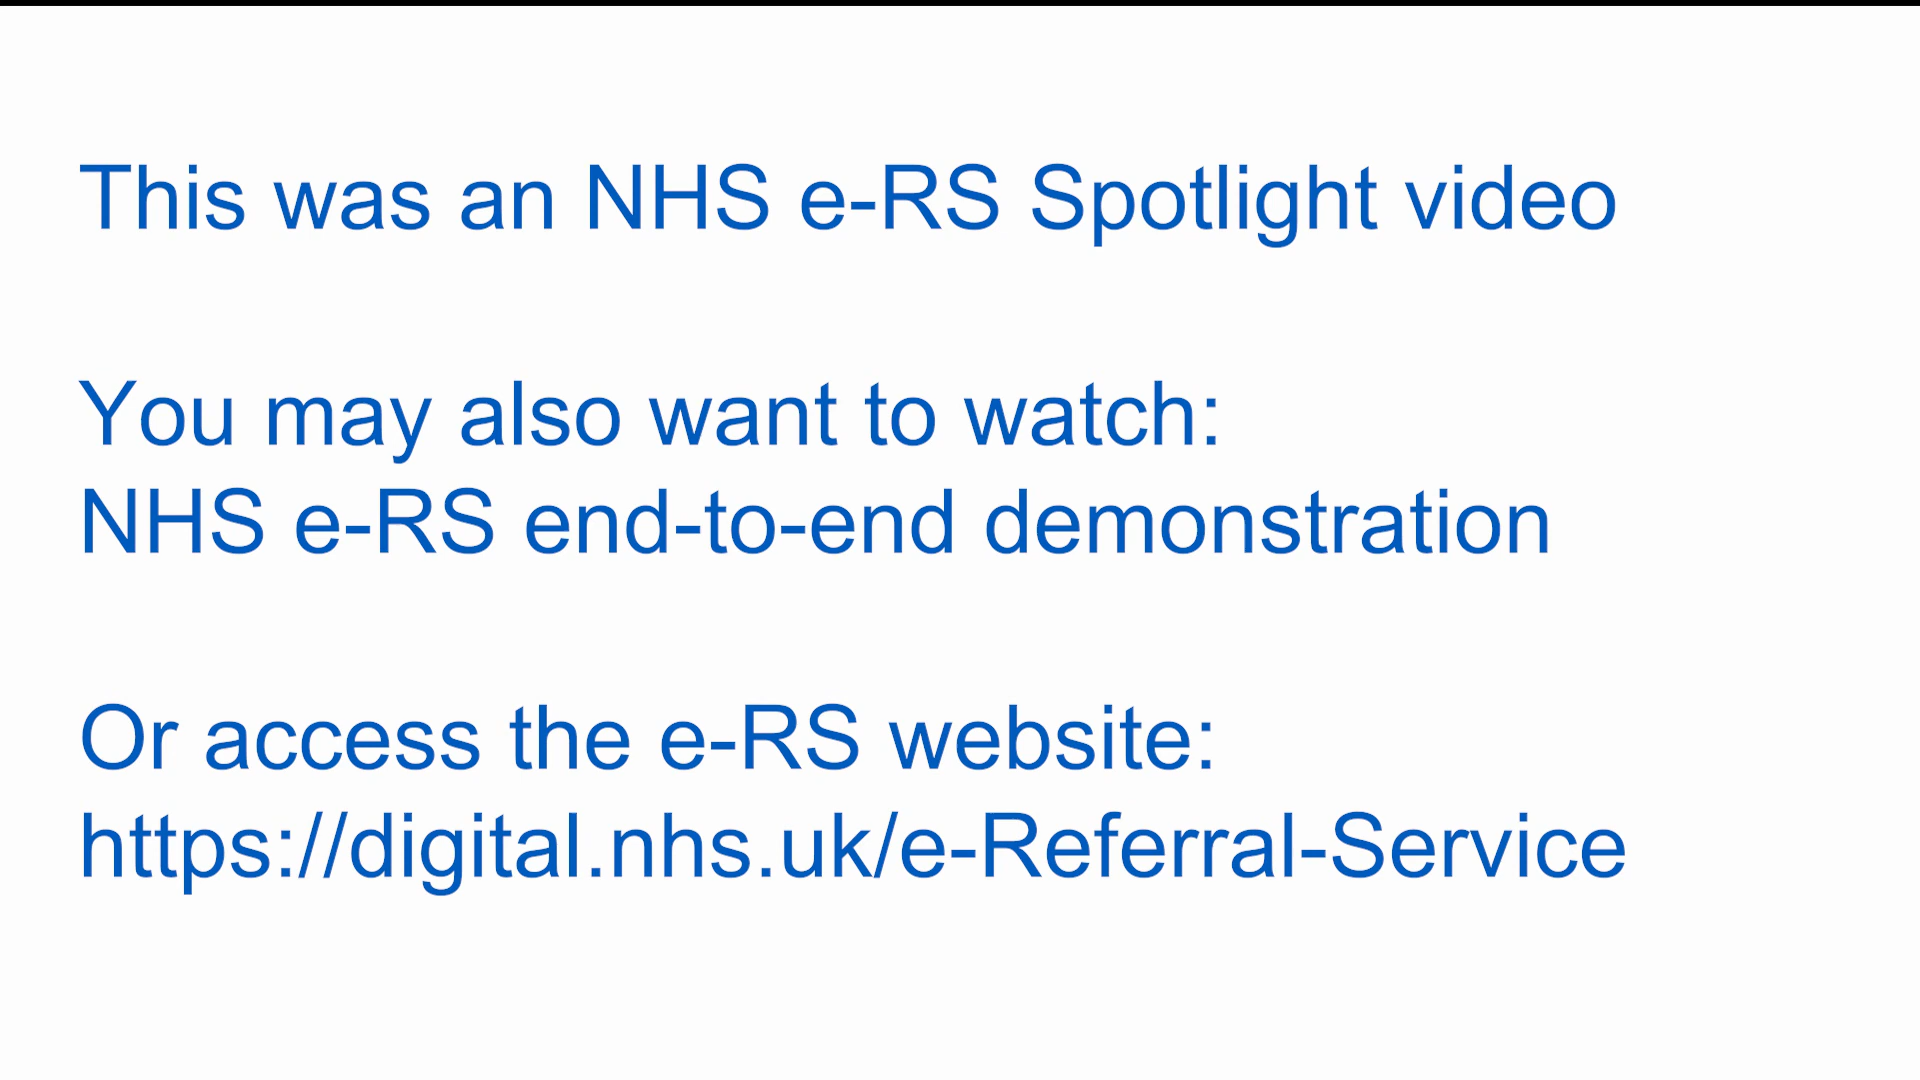 This was an NHS e-RS Spotlight video
You may also want to watch:
NHS e-RS end-to-end demonstration
Or access the e-RS website:
https://digital.nhs.uk/e-Referral-Service